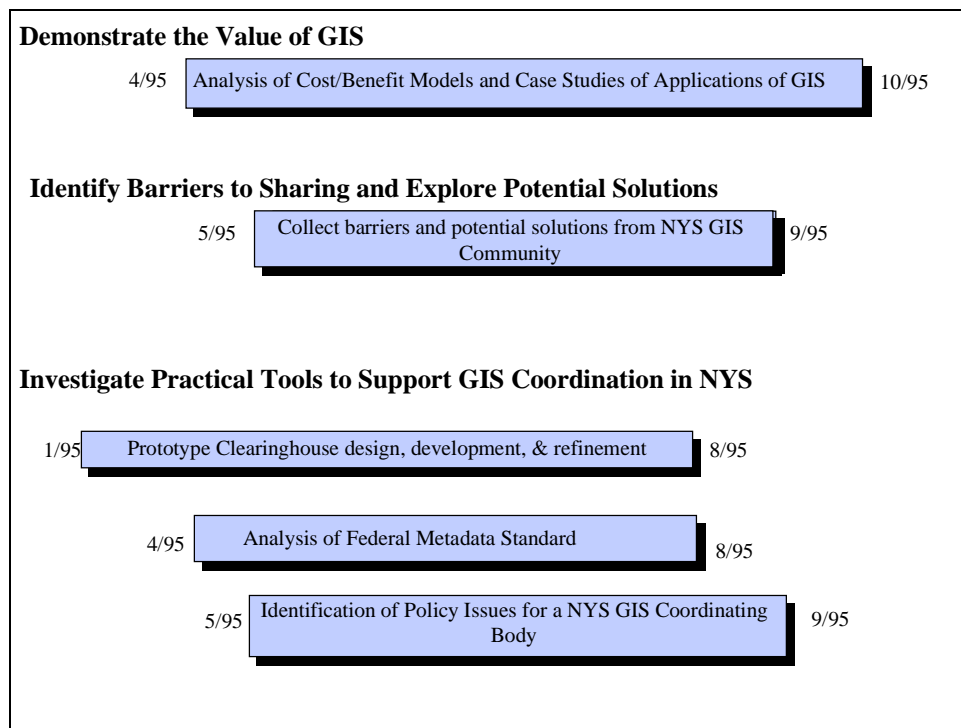 Demonstrate the Value of GIS
4/95
Analysis of Cost/Benefit Models and Case Studies of Applications of GIS
10/95
Identify Barriers to Sharing and Explore Potential Solutions
5/95
Collect barriers and potential solutions from NYS GIS
Community
9/95
Investigate Practical Tools to Support GIS Coordination in NYS
1/95
Prototype Clearinghouse design, development, & refinement
8/95
4/95
Analysis of Federal Metadata Standard
8/95
5/95
Identification of Policy Issues for a NYS GIS Coordinating
Body
9/95